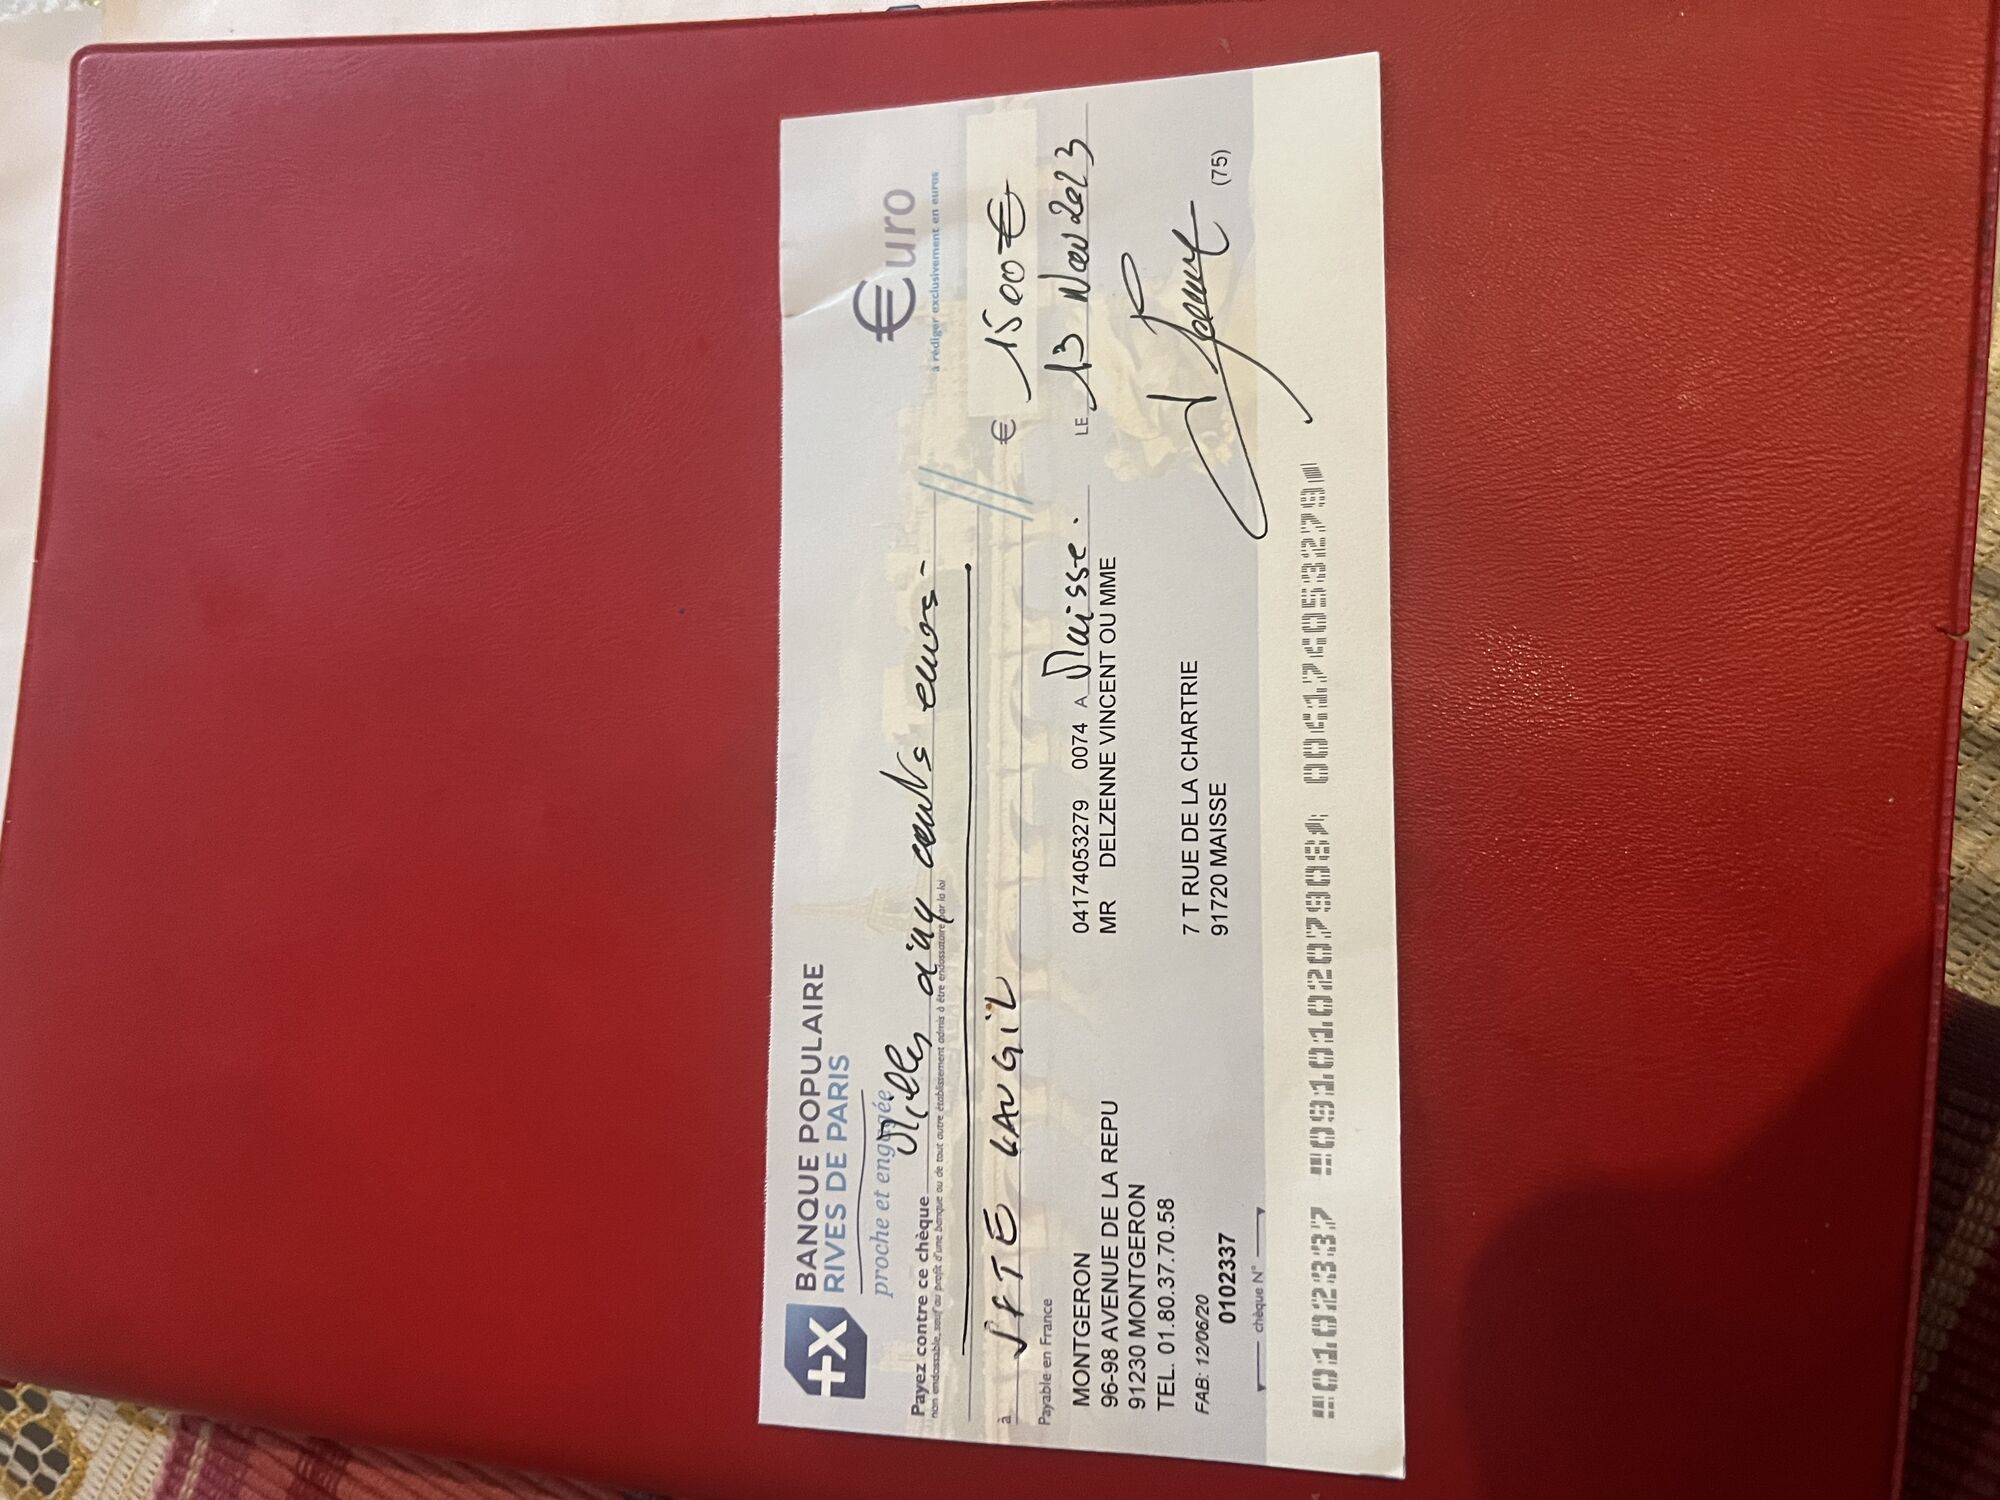 BANQUE POPULAIRE
RIVES DE PARIS
proche et engagée
€uro
à rédiger exclusivement en euros
Payez contre ce chèque Milles cinq cents euros -
non endossable, sauf au profit d'une banque ou de tout autre établissement admis à être endossataire par la loi
€ 1500€
à STE LAUGIL
Payable en France
LE 13 Nov 2023
04174053279 0074 A Maisse.
MONTGERON
96-98 AVENUE DE LA REPU
91230 MONTGERON
TEL. 01.80.37.70.58
FAB: 12/06/20
0102337
chèque N°
MR DELZENNE VINCENT OU MME
7 T RUE DE LA CHARTRIE
91720 MAISSE
(75)